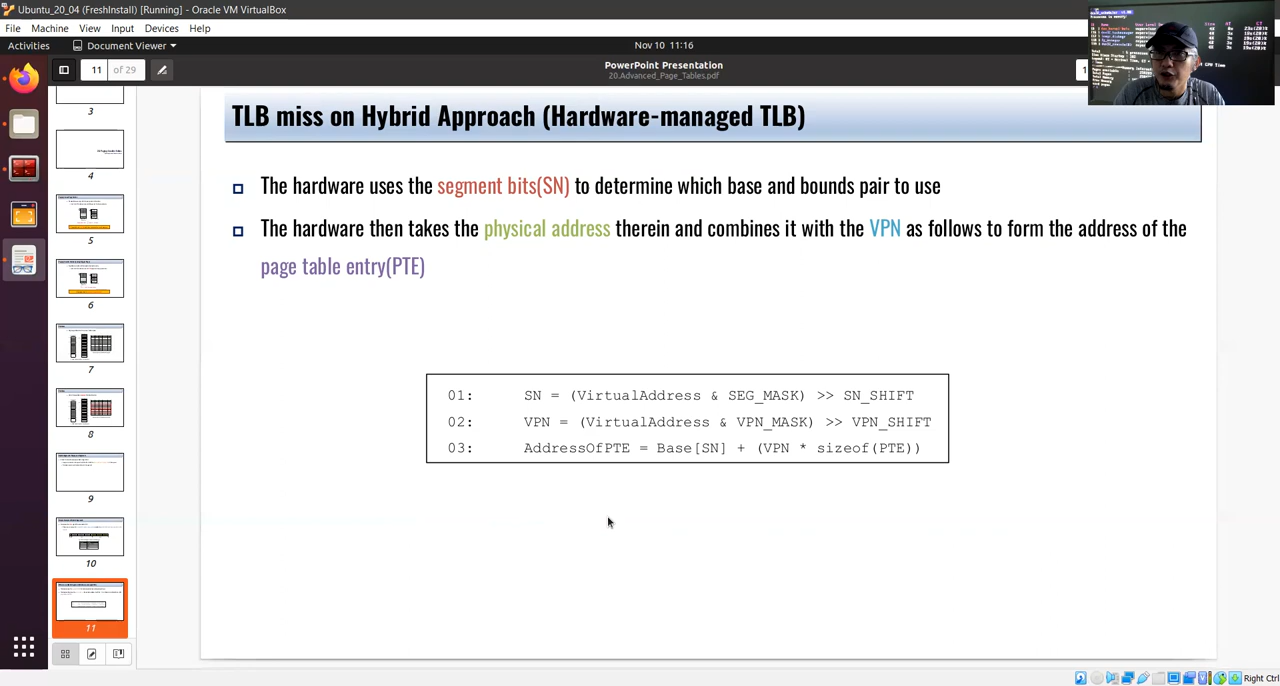 Ubuntu_20_04 (FreshInstall) [Running] - Oracle VM VirtualBox
File Machine View Input Devices Help
Activities Document Viewer Nov 10 11:16
11 of 29
PowerPoint Presentation
20.Advanced_Page_Tables.pdf
TLB miss on Hybrid Approach (Hardware-managed TLB)
The hardware uses the segment bits(SN) to determine which base and bounds pair to use
The hardware then takes the physical address therein and combines it with the VPN as follows to form the address of the
page table entry(PTE)
01: SN = (VirtualAddress & SEG_MASK) >> SN_SHIFT
02: VPN = (VirtualAddress & VPN_MASK) >> VPN_SHIFT
03: AddressOfPTE = Base[SN] + (VPN * sizeof(PTE))
3
4
5
6
7
8
9
10
11
Right Ctrl